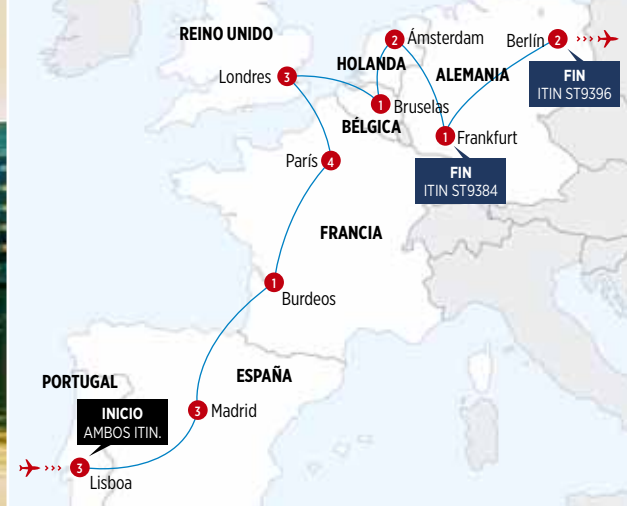 REINO UNIDO
Londres
3
HOLANDA
2
Ámsterdam
Berlín
2
›››
ALEMANIA
FIN
ITIN ST9396
1
Bruselas
BÉLGICA
1
Frankfurt
FIN
ITIN ST9384
París
4
FRANCIA
1
Burdeos
ESPAÑA
PORTUGAL
3
Madrid
INICIO
AMBOS ITIN.
›››
3
Lisboa